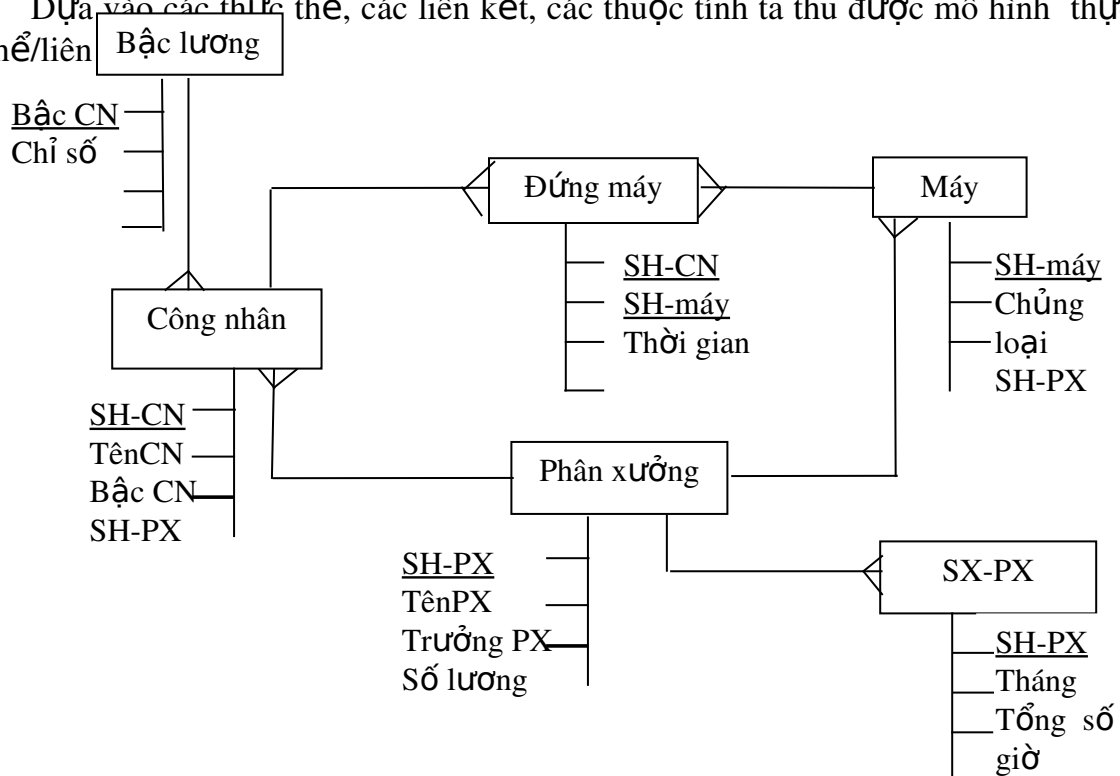 Dựa vào các thực thể, các liên kết, các thuộc tính ta thu được mô hình thự
hể/liên
Bậc lương
Bậc CN
Chỉ số
Đứng máy
Máy
SH-CN
SH-máy
Thời gian
SH-máy
Chủng
loại
SH-PX
Công nhân
SH-CN
TênCN
Bậc CN
SH-PX
Phân xưởng
SH-PX
TênPX
Trưởng PX
Số lương
SX-PX
SH-PX
Tháng
Tổng số
giờ